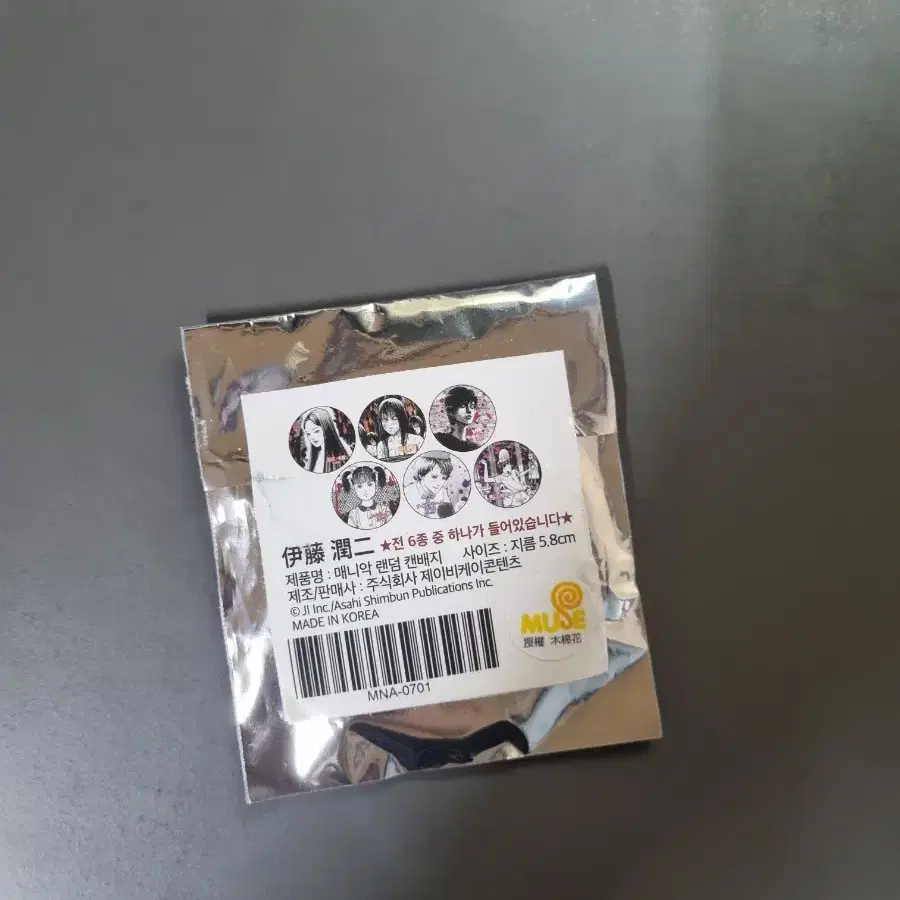 伊藤 潤二 ★전 6종 중 하나가 들어있습니다★
제품명 : 매니악 랜덤 캔배지 사이즈 : 지름 5.8cm
제조/판매사 : 주식회사 제이비케이콘텐츠
© JI Inc./Asahi Shimbun Publications Inc.
MADE IN KOREA
MNA-0701
MUSE
授權 木棉花